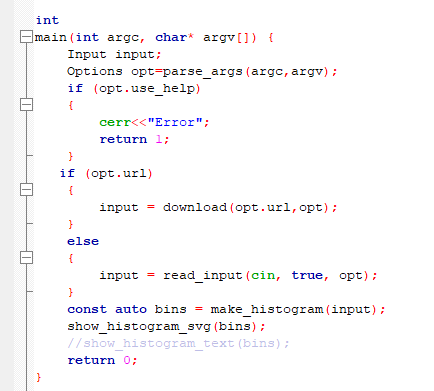 int
main(int argc, char* argv[]) {
    Input input;
    Options opt=parse_args(argc,argv);
    if (opt.use_help)
    {
        cerr<<"Error";
        return 1;
    }
   if (opt.url)
    {
        input = download(opt.url,opt);
    }
    else
    {
        input = read_input(cin, true, opt);
    }
    const auto bins = make_histogram(input);
    show_histogram_svg(bins);
    //show_histogram_text(bins);
    return 0;
}